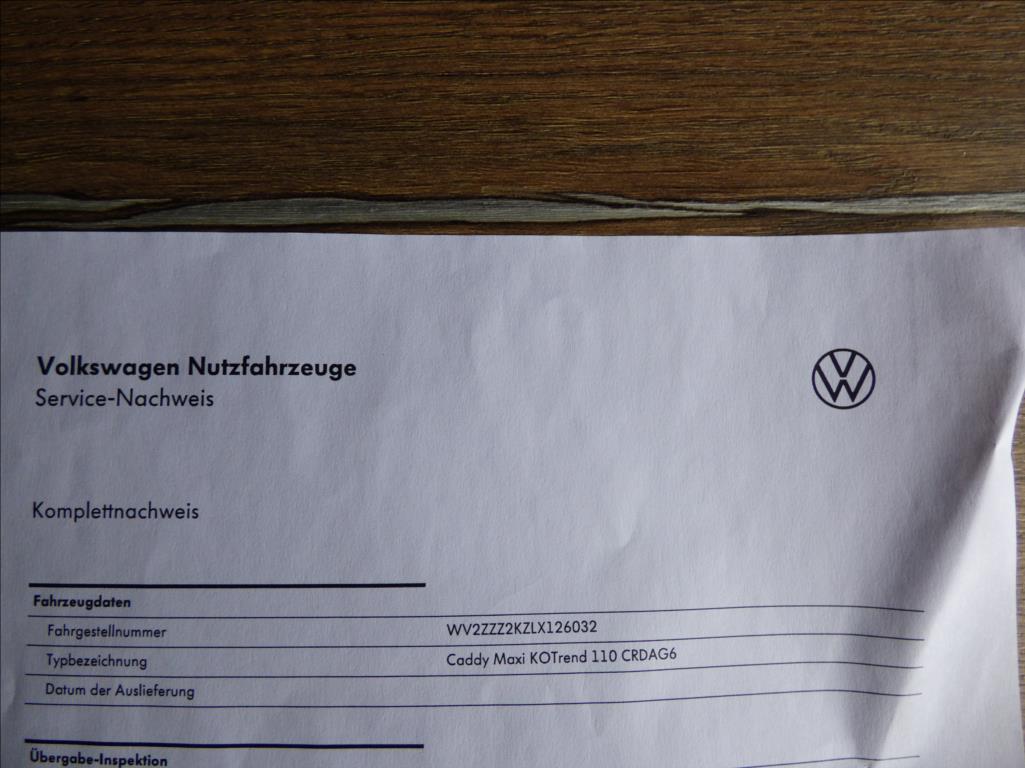 Volkswagen Nutzfahrzeuge
Service-Nachweis
Komplettnachweis
Fahrzeugdaten
Fahrgestellnummer WV2ZZZ2KZLX126032
Typbezeichnung Caddy Maxi KOTrend 110 CRDAG6
Datum der Auslieferung
Übergabe-Inspektion